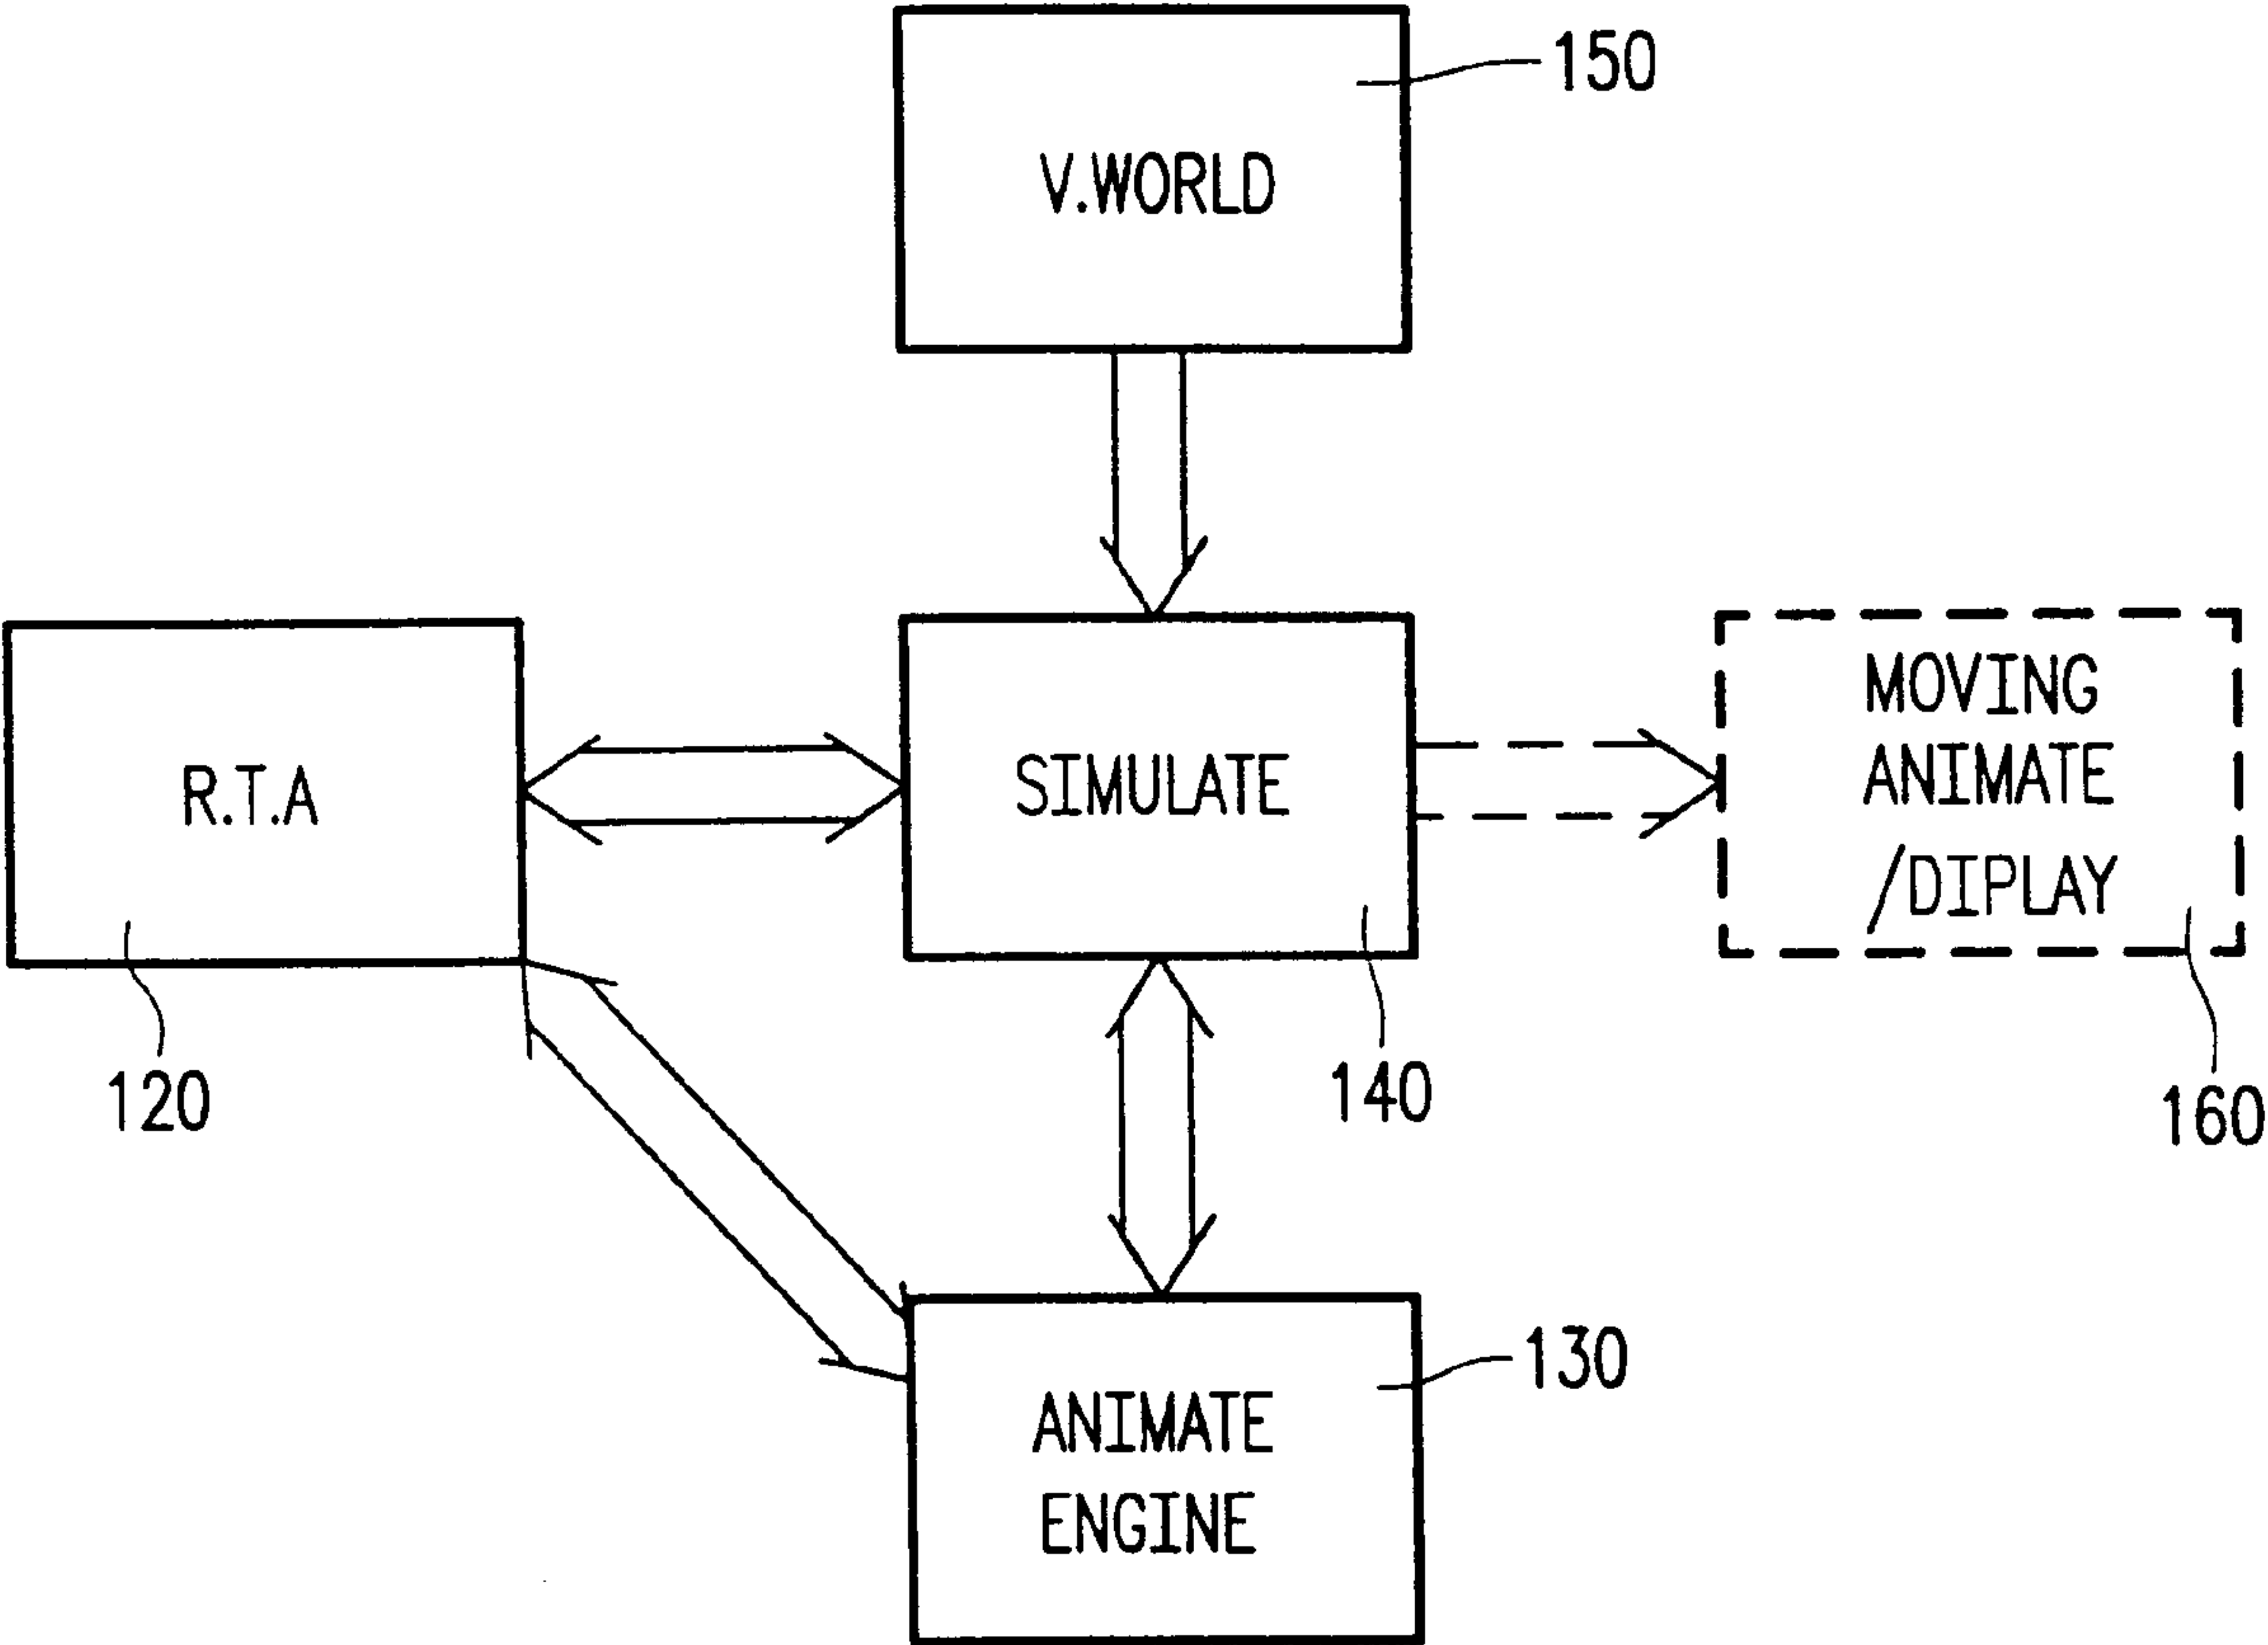 150
V.WORLD
MOVING
ANIMATE
/DIPLAY
R.T.A
SIMULATE
120
140
160
130
ANIMATE
ENGINE